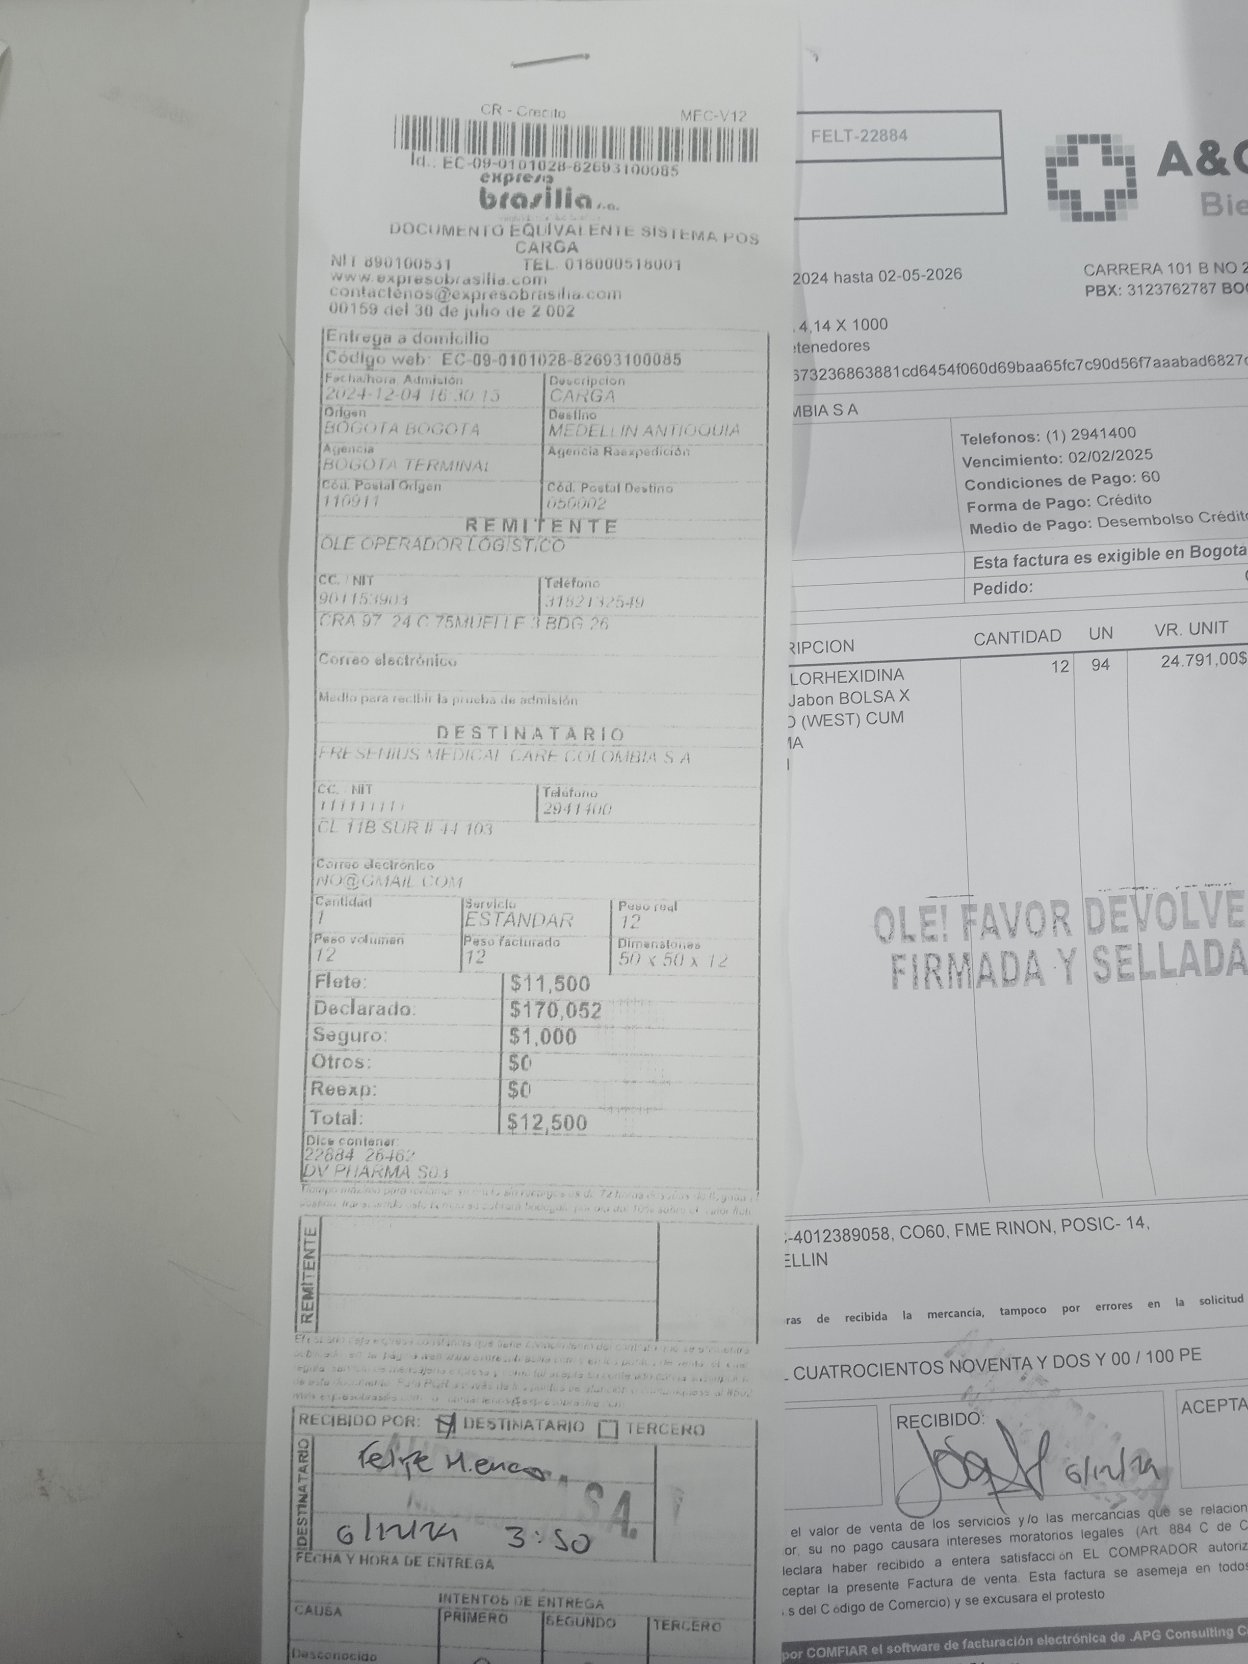 CR - Credito MEC-V12
Id.: EC-09-0101028-82693100085
expreso
brasilia s.a.
DOCUMENTO EQUIVALENTE SISTEMA POS
CARGA
NIT 890100531 TEL. 018000518001
www.expresobrasilia.com
contactenos@expresobrasilia.com
00159 del 30 de julio de 2 002
Entrega a domicilio
Código web: EC-09-0101028-82693100085
Fecha/hora Admisión Descripcion
2024-12-04 16:30:15 CARGA
Origen Destino
BOGOTA BOGOTA MEDELLIN ANTIOQUIA
Agencia Agencia Reexpedición
BOGOTA TERMINAL
Cód. Postal Origen Cód. Postal Destino
110911 050002
REMITENTE
OLE OPERADOR LOGISTICO
CC. / NIT Teléfono
901153903 3182132549
CRA 97 24 C 75MUELLE 3 BDG 26
Correo electrónico
Medio para recibir la prueba de admisión
DESTINATARIO
FRESENIUS MEDICAL CARE COLOMBIA S A
CC. / NIT Teléfono
2941400
CL 11B SUR # 44 103
Correo electrónico
NO@GMAIL.COM
Cantidad Servicio Peso real
1 ESTANDAR 12
Peso volumen Peso facturado Dimensiones
12 12 50 x 50 x 12
Flete: $11,500
Declarado: $170,052
Seguro: $1,000
Otros: $0
Reexp: $0
Total: $12,500
Dice contener:
22884 26462
DV PHARMA S03
REMITENTE
RECIBIDO POR: DESTINATARIO TERCERO
DESTINATARIO
Felipe
S.A.
6/12/24 3:50
FECHA Y HORA DE ENTREGA
INTENTOS DE ENTREGA
CAUSA PRIMERO SEGUNDO TERCERO
Desconocido
FELT-22884
A&
Bie
2024 hasta 02-05-2026
CARRERA 101 B NO 2
PBX: 3123762787 BO
4,14 X 1000
tenedores
673236863881cd6454f060d69baa65fc7c90d56f7aaabad6827
MBIA S A
Telefonos: (1) 2941400
Vencimiento: 02/02/2025
Condiciones de Pago: 60
Forma de Pago: Crédito
Medio de Pago: Desembolso Crédito
Esta factura es exigible en Bogota
Pedido:
RIPCION CANTIDAD UN VR. UNIT
LORHEXIDINA 12 94 24.791,00$
Jabon BOLSA X
O (WEST) CUM
MA
OLE! FAVOR DEVOLVE
FIRMADA Y SELLADA
-4012389058, CO60, FME RINON, POSIC- 14,
ELLIN
ras de recibida la mercancia, tampoco por errores en la solicitud
CUATROCIENTOS NOVENTA Y DOS Y 00 / 100 PE
RECIBIDO: ACEPTA
6/12/24
el valor de venta de los servicios y/o las mercancias que se relacion
or, su no pago causara intereses moratorios legales (Art. 884 C de C
leclara haber recibido a entera satisfacción EL COMPRADOR autoriz
ceptar la presente Factura de venta. Esta factura se asemeja en todos
s del Código de Comercio) y se excusara el protesto
por COMFIAR el software de facturación electrónica de .APG Consulting C